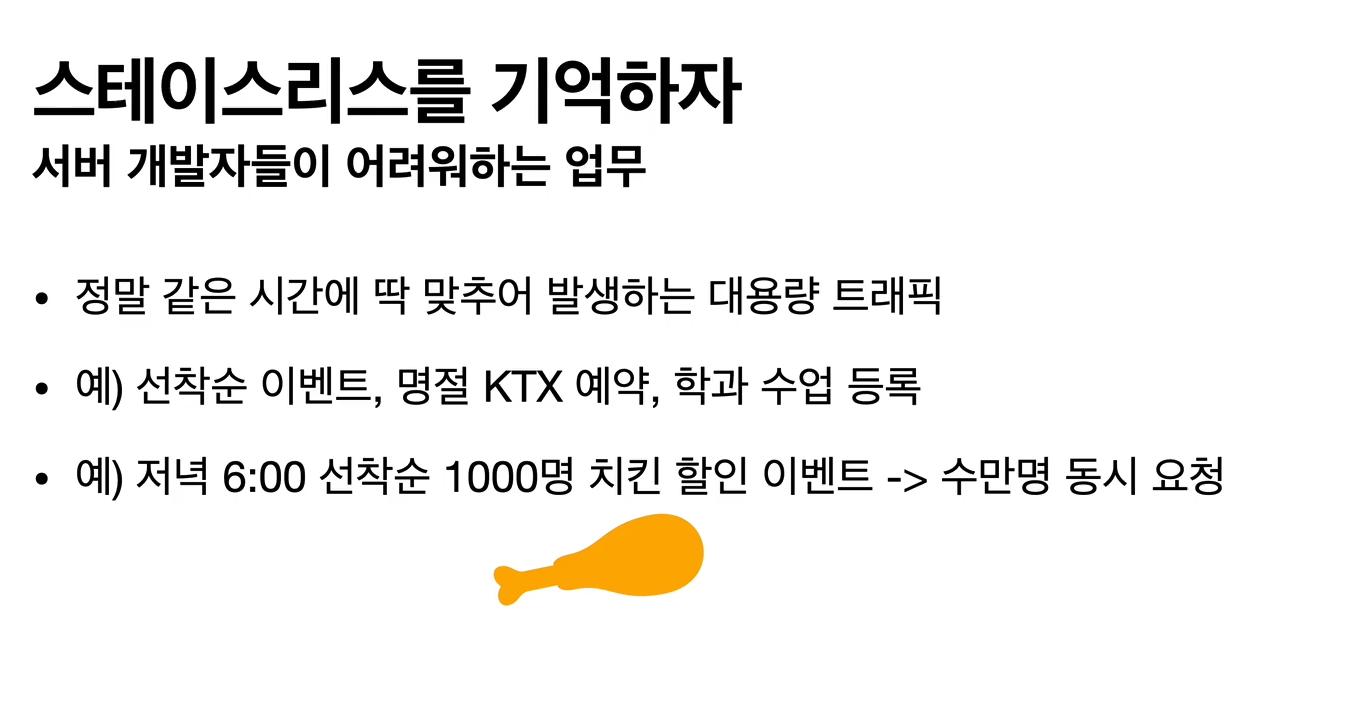 스테이스리스를 기억하자
서버 개발자들이 어려워하는 업무
• 정말 같은 시간에 딱 맞추어 발생하는 대용량 트래픽
• 예) 선착순 이벤트, 명절 KTX 예약, 학과 수업 등록
• 예) 저녁 6:00 선착순 1000명 치킨 할인 이벤트 -> 수만명 동시 요청